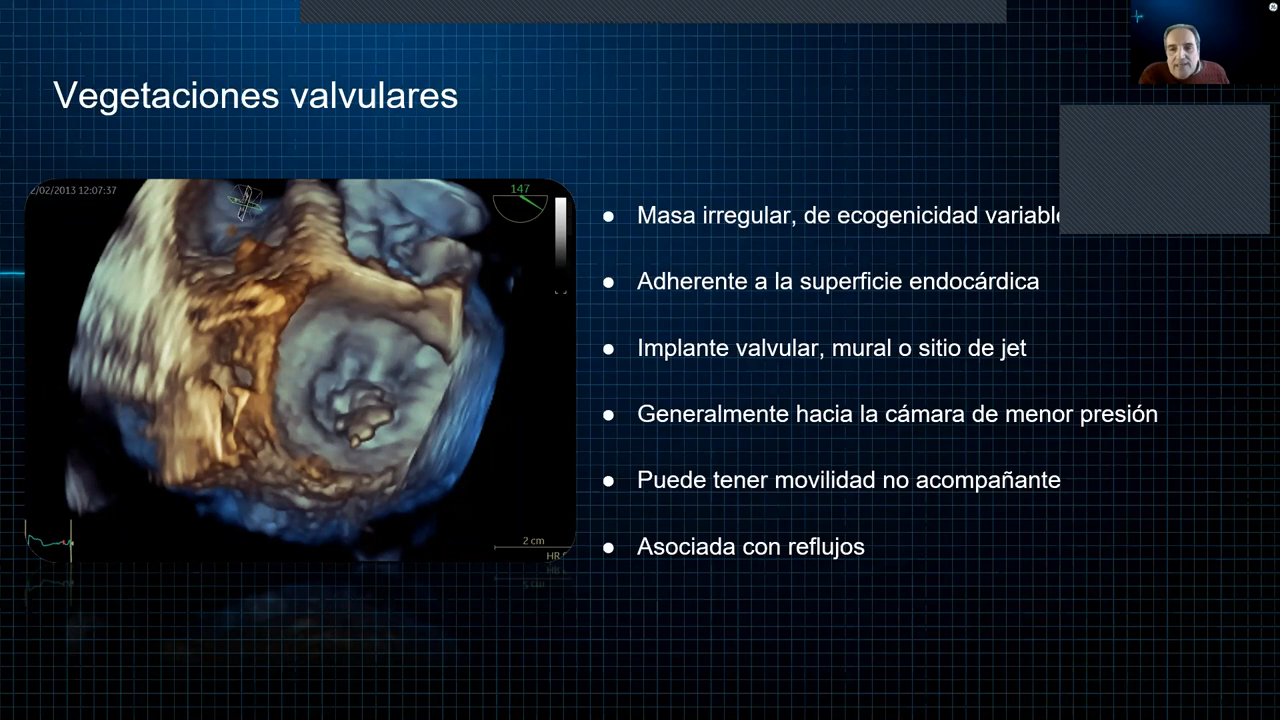 Vegetaciones valvulares
2/02/2013 12:07:37
147
● Masa irregular, de ecogenicidad variable
● Adherente a la superficie endocárdica
● Implante valvular, mural o sitio de jet
● Generalmente hacia la cámara de menor presión
● Puede tener movilidad no acompañante
● Asociada con reflujos
2 cm
HR